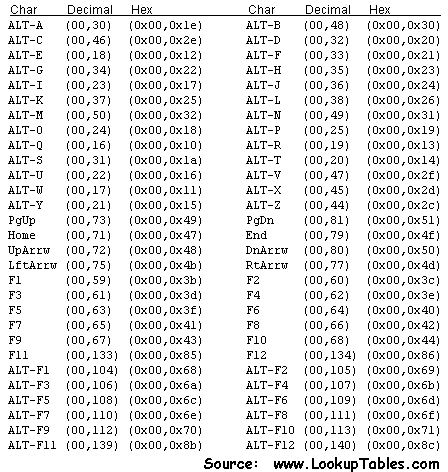 Char Decimal Hex Char Decimal Hex
ALT-A (00,30) (0x00,0x1e) ALT-B (00,48) (0x00,0x30)
ALT-C (00,46) (0x00,0x2e) ALT-D (00,32) (0x00,0x20)
ALT-E (00,18) (0x00,0x12) ALT-F (00,33) (0x00,0x21)
ALT-G (00,34) (0x00,0x22) ALT-H (00,35) (0x00,0x23)
ALT-I (00,23) (0x00,0x17) ALT-J (00,36) (0x00,0x24)
ALT-K (00,37) (0x00,0x25) ALT-L (00,38) (0x00,0x26)
ALT-M (00,50) (0x00,0x32) ALT-N (00,49) (0x00,0x31)
ALT-O (00,24) (0x00,0x18) ALT-P (00,25) (0x00,0x19)
ALT-Q (00,16) (0x00,0x10) ALT-R (00,19) (0x00,0x13)
ALT-S (00,31) (0x00,0x1a) ALT-T (00,20) (0x00,0x14)
ALT-U (00,22) (0x00,0x16) ALT-V (00,47) (0x00,0x2f)
ALT-W (00,17) (0x00,0x11) ALT-X (00,45) (0x00,0x2d)
ALT-Y (00,21) (0x00,0x15) ALT-Z (00,44) (0x00,0x2c)
PgUp (00,73) (0x00,0x49) PgDn (00,81) (0x00,0x51)
Home (00,71) (0x00,0x47) End (00,79) (0x00,0x4f)
UpArrw (00,72) (0x00,0x48) DnArrw (00,80) (0x00,0x50)
LftArrw (00,75) (0x00,0x4b) RtArrw (00,77) (0x00,0x4d)
F1 (00,59) (0x00,0x3b) F2 (00,60) (0x00,0x3c)
F3 (00,61) (0x00,0x3d) F4 (00,62) (0x00,0x3e)
F5 (00,63) (0x00,0x3f) F6 (00,64) (0x00,0x40)
F7 (00,65) (0x00,0x41) F8 (00,66) (0x00,0x42)
F9 (00,67) (0x00,0x43) F10 (00,68) (0x00,0x44)
F11 (00,133) (0x00,0x85) F12 (00,134) (0x00,0x86)
ALT-F1 (00,104) (0x00,0x68) ALT-F2 (00,105) (0x00,0x69)
ALT-F3 (00,106) (0x00,0x6a) ALT-F4 (00,107) (0x00,0x6b)
ALT-F5 (00,108) (0x00,0x6c) ALT-F6 (00,109) (0x00,0x6d)
ALT-F7 (00,110) (0x00,0x6e) ALT-F8 (00,111) (0x00,0x6f)
ALT-F9 (00,112) (0x00,0x70) ALT-F10 (00,113) (0x00,0x71)
ALT-F11 (00,139) (0x00,0x8b) ALT-F12 (00,140) (0x00,0x8c)
Source: www.LookupTables.com